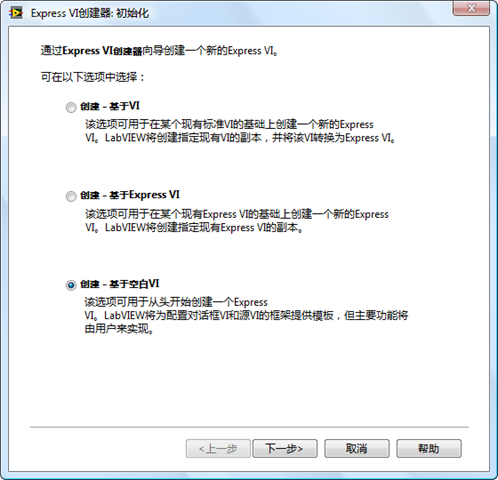 Express VI创建器: 初始化
通过Express VI创建器向导创建一个新的Express VI。
可在以下选项中选择：
创建 - 基于VI
该选项可用于在某个现有标准VI的基础上创建一个新的Express
VI。LabVIEW将创建指定现有VI的副本，并将该VI转换为Express VI。
创建 - 基于Express VI
该选项可用于在某个现有Express VI的基础上创建一个新的Express
VI。LabVIEW将创建指定现有Express VI的副本。
创建 - 基于空白VI
该选项可用于从头开始创建一个Express
VI。LabVIEW将为配置对话框VI和源VI的框架提供模板，但主要功能将
由用户来实现。
<上一步 下一步> 取消 帮助